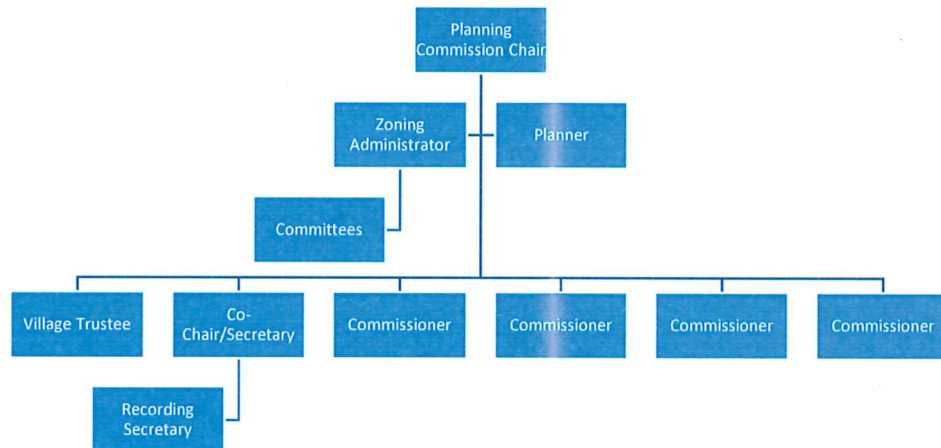 Planning
Commission Chair
Zoning
Administrator
Planner
Committees
Village Trustee
Co-
Chair/Secretary
Commissioner
Commissioner
Commissioner
Commissioner
Recording
Secretary